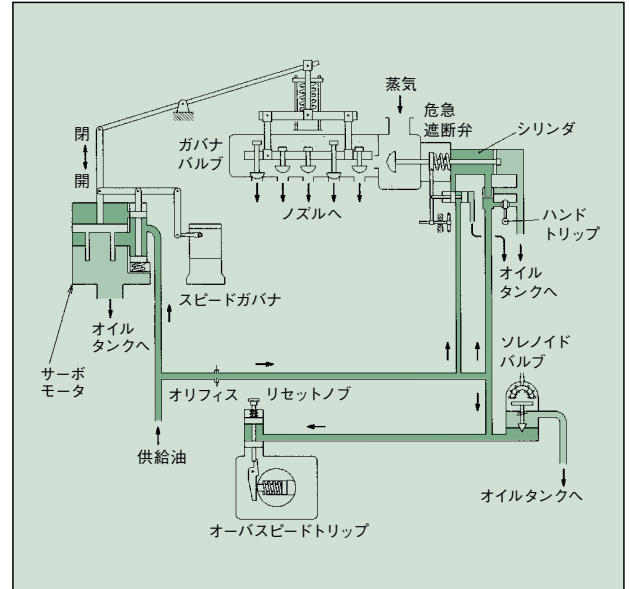 蒸気
危急
遮断弁
シリンダ
閉
開
ガバナ
バルブ
ノズルへ
ハンド
トリップ
オイル
タンクへ
スピードガバナ
オイル
タンクへ
ソレノイド
バルブ
サーボ
モータ
オリフィス
リセットノブ
供給油
オイルタンクへ
オーバスピードトリップ